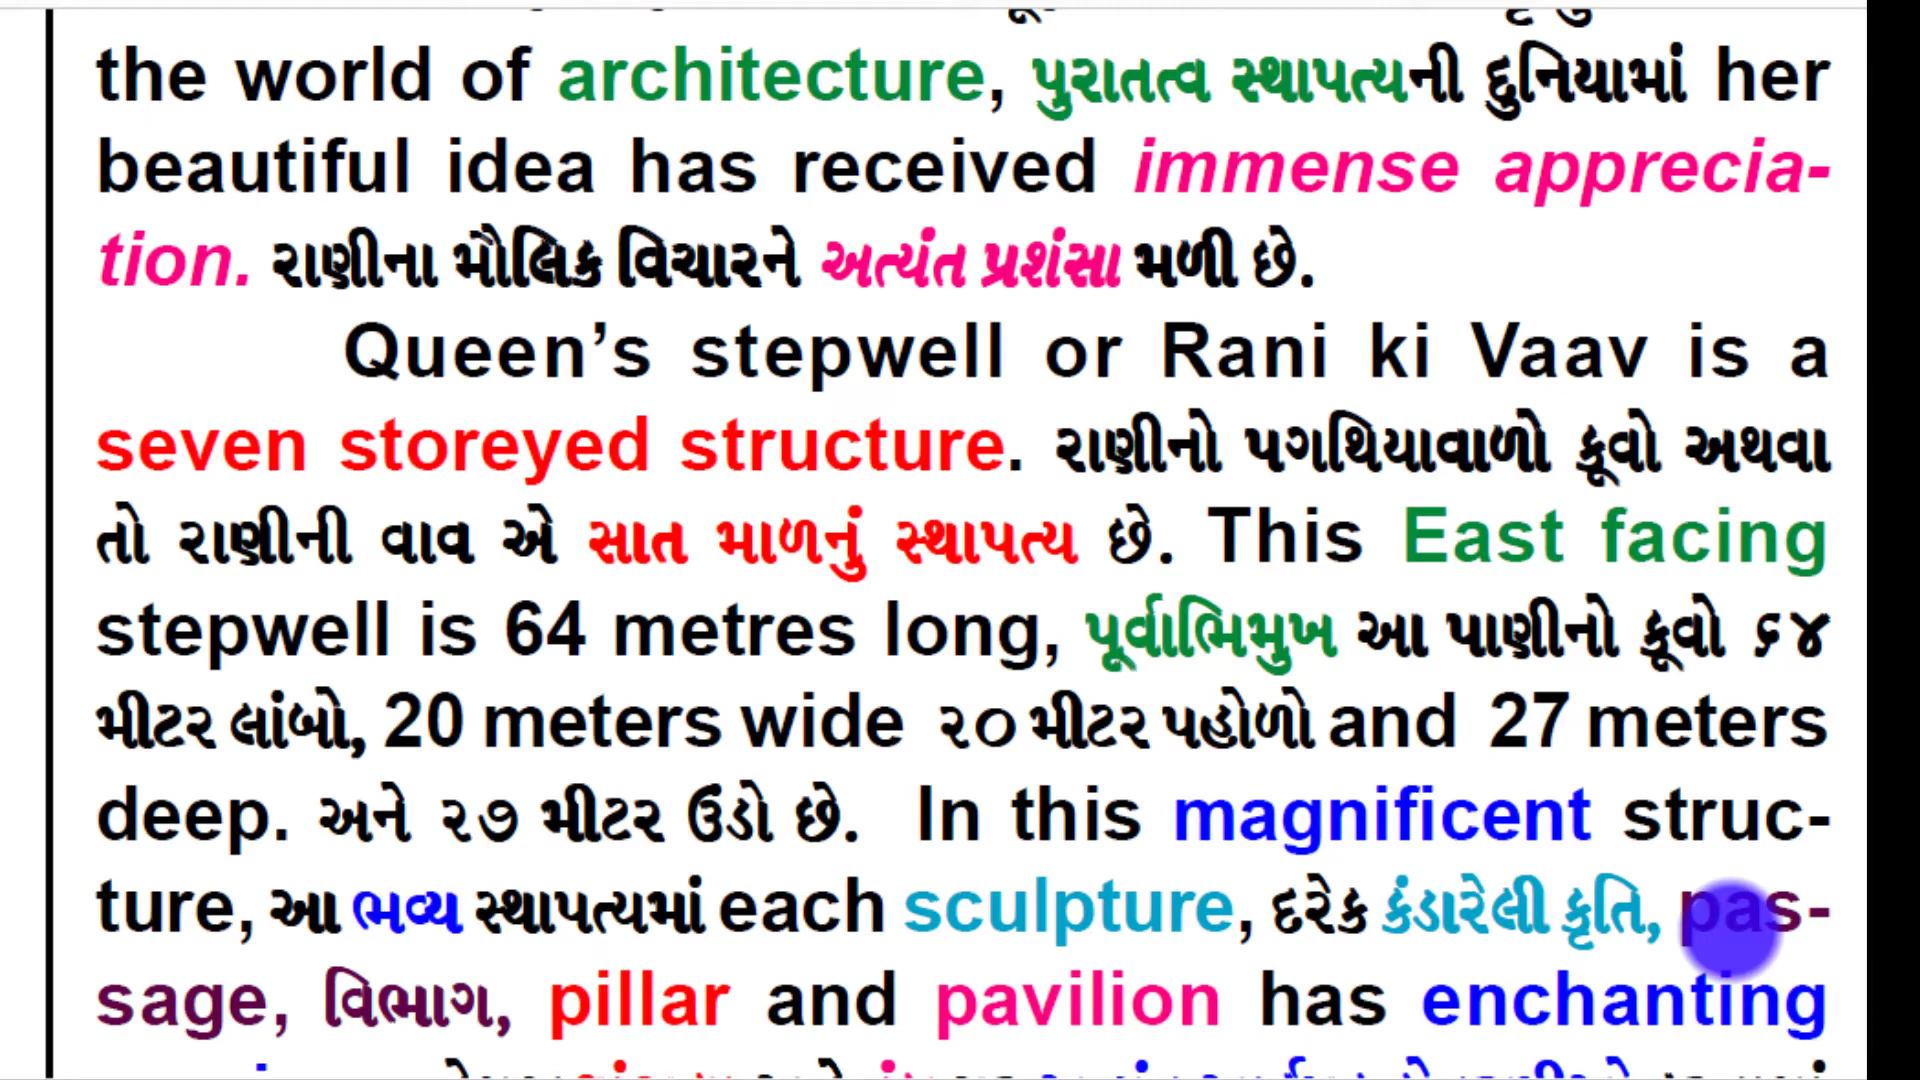 the world of architecture, પુરાતત્વ સ્થાપત્યની દુનિયામાં her
beautiful idea has received immense apprecia-
tion. રાણીના મૌલિક વિચારને અત્યંત પ્રશંસા મળી છે.
Queen’s stepwell or Rani ki Vaav is a
seven storeyed structure. રાણીનો પગથિયાવાળો કૂવો અથવા
તો રાણીની વાવ એ સાત માળનું સ્થાપત્ય છે. This East facing
stepwell is 64 metres long, પૂર્વાભિમુખ આ પાણીનો કૂવો ૬૪
મીટર લાંબો, 20 meters wide ૨૦ મીટર પહોળો and 27 meters
deep. અને ૨૭ મીટર ઉંડો છે. In this magnificent struc-
ture, આ ભવ્ય સ્થાપત્યમાં each sculpture, દરેક કંડારેલી કૃતિ, pas-
sage, વિભાગ, pillar and pavilion has enchanting